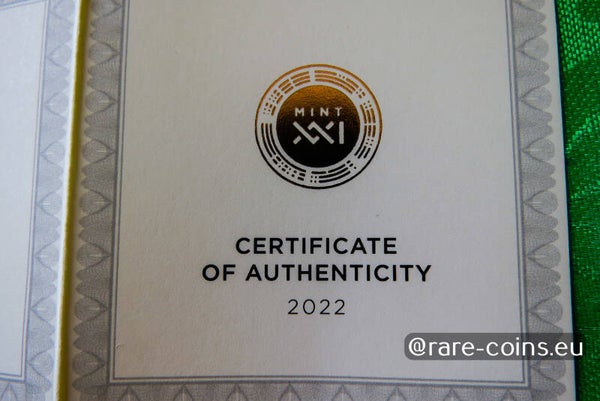 MINT
XXI
CERTIFICATE
OF AUTHENTICITY
2022
@rare-coins.eu